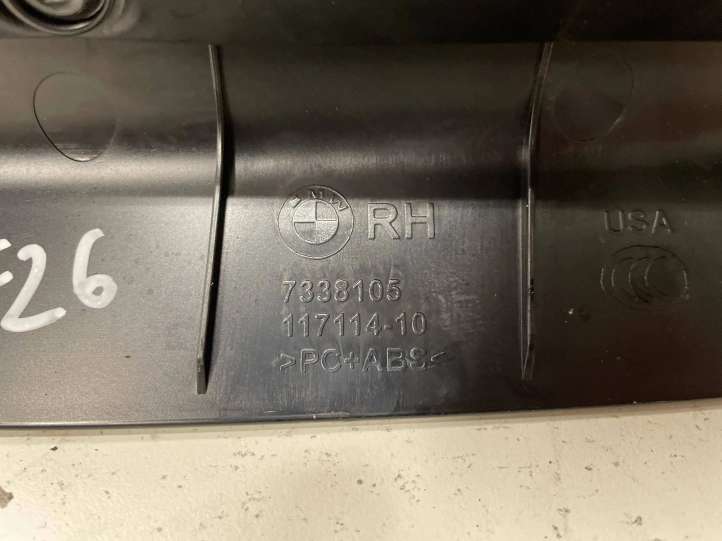 BMW
RH
USA
7338105
117114-10
>PC+ABS<
F26